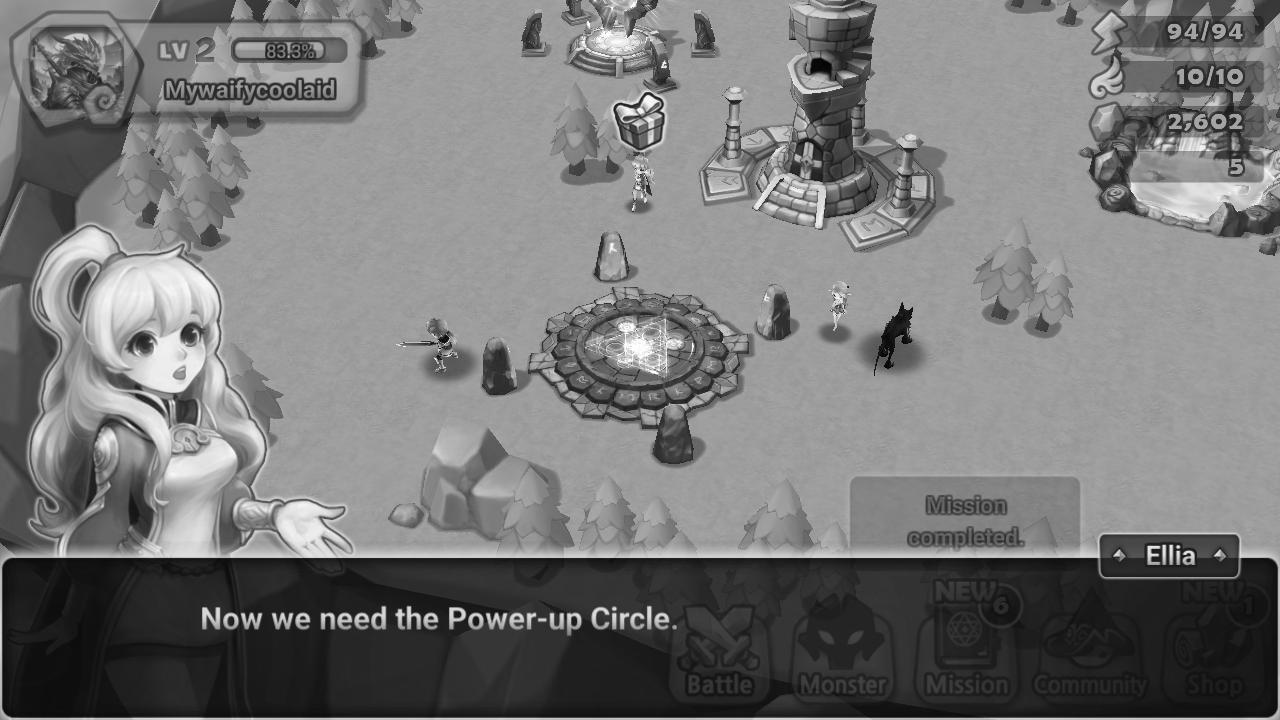 LV 2 83.3%
Mywaifycoolaid
94/94
10/10
2,602
5
Mission
completed.
Ellia
Now we need the Power-up Circle.
NEW 6
NEW 1
Battle
Monster
Mission
Community
Shop